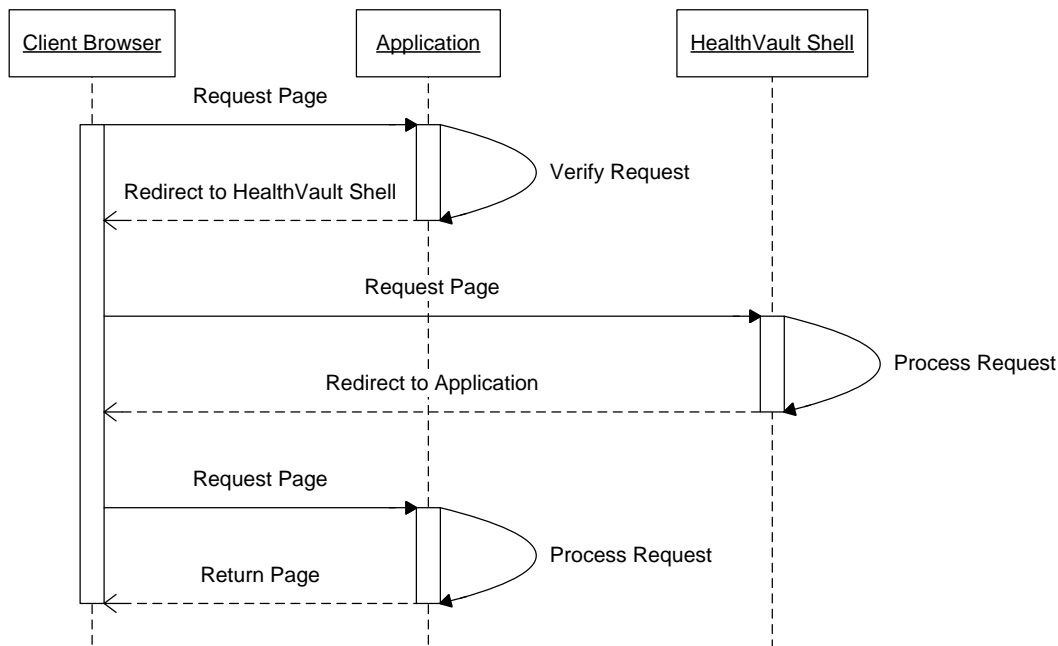 Client Browser
Application
HealthVault Shell
Request Page
Verify Request
Redirect to HealthVault Shell
Request Page
Process Request
Redirect to Application
Request Page
Process Request
Return Page